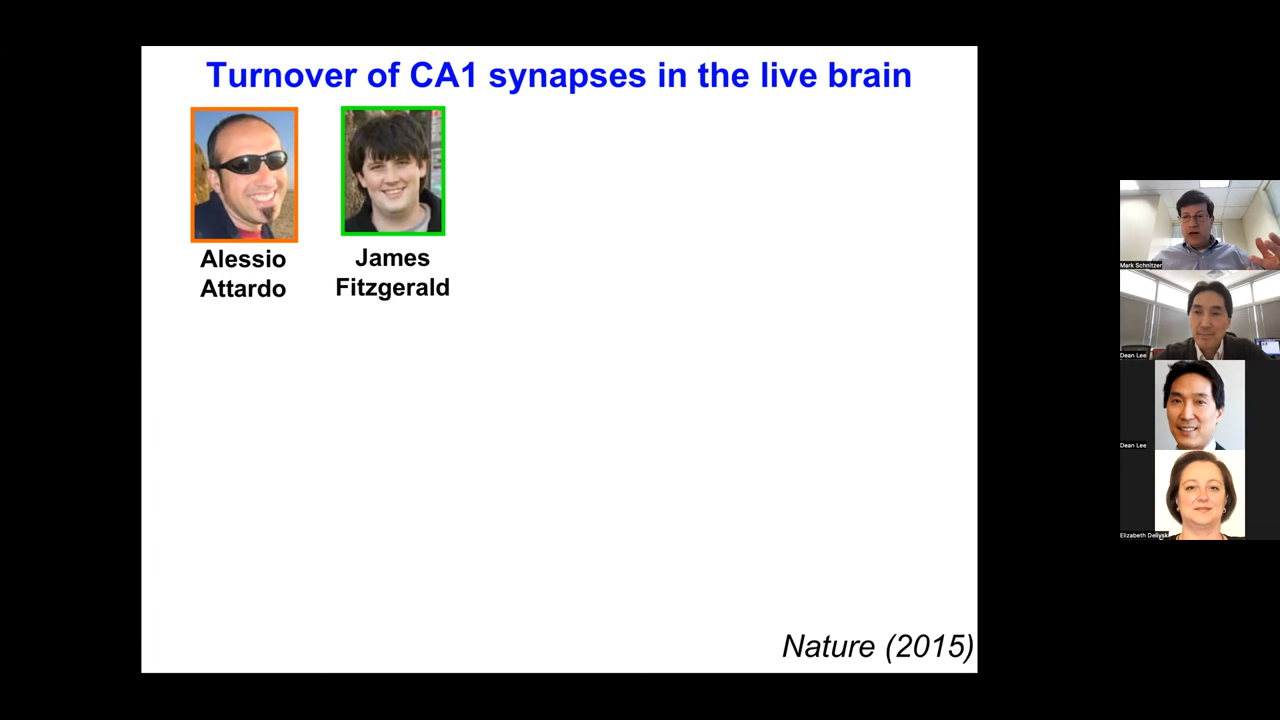 Turnover of CA1 synapses in the live brain
Alessio
Attardo
James
Fitzgerald
Nature (2015)
Mark Schnitzer
Dean Lee
Dean Lee
Elizabeth